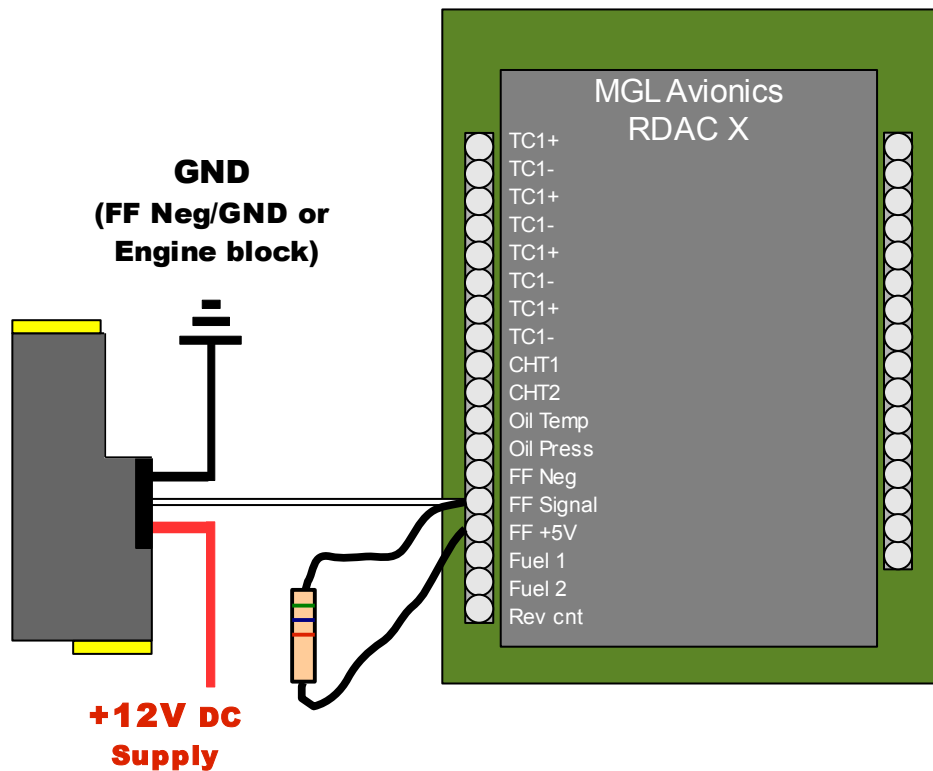 MGL Avionics
RDAC X
TC1+
TC1-
TC1+
TC1-
TC1+
TC1-
TC1+
TC1-
CHT1
CHT2
Oil Temp
Oil Press
FF Neg
FF Signal
FF +5V
Fuel 1
Fuel 2
Rev cnt
GND
(FF Neg/GND or
Engine block)
+12V DC
Supply